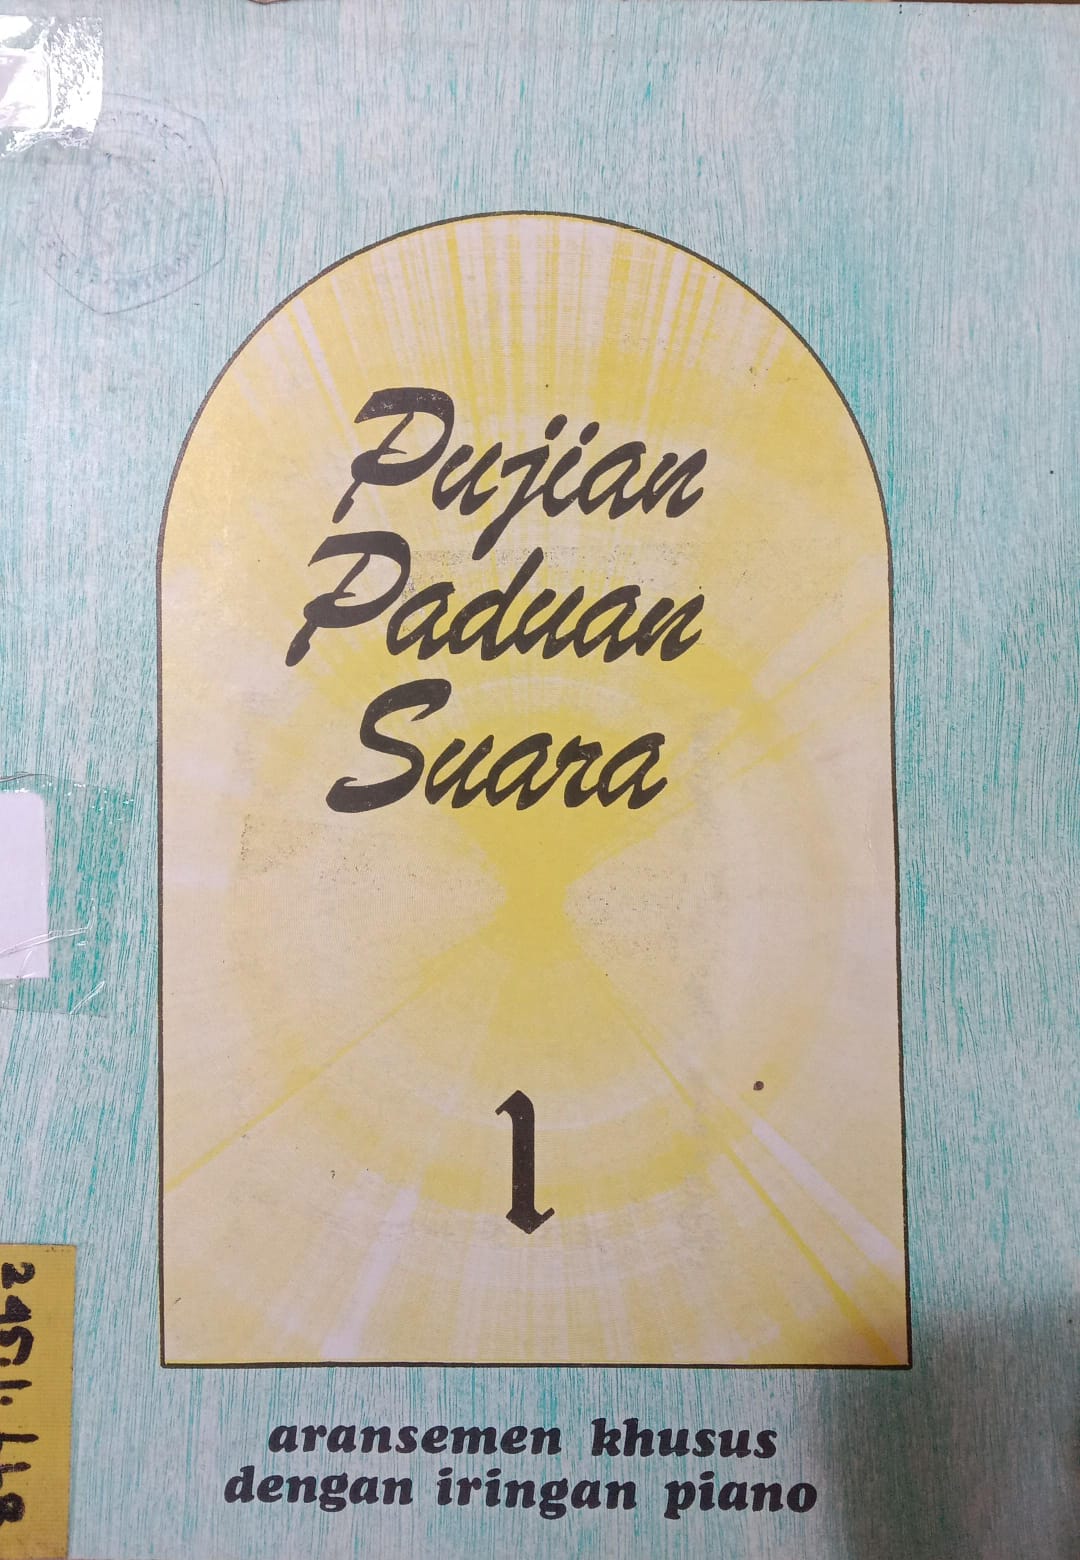 Pujian
Paduan
Suara
1
aransemen khusus
dengan iringan piano